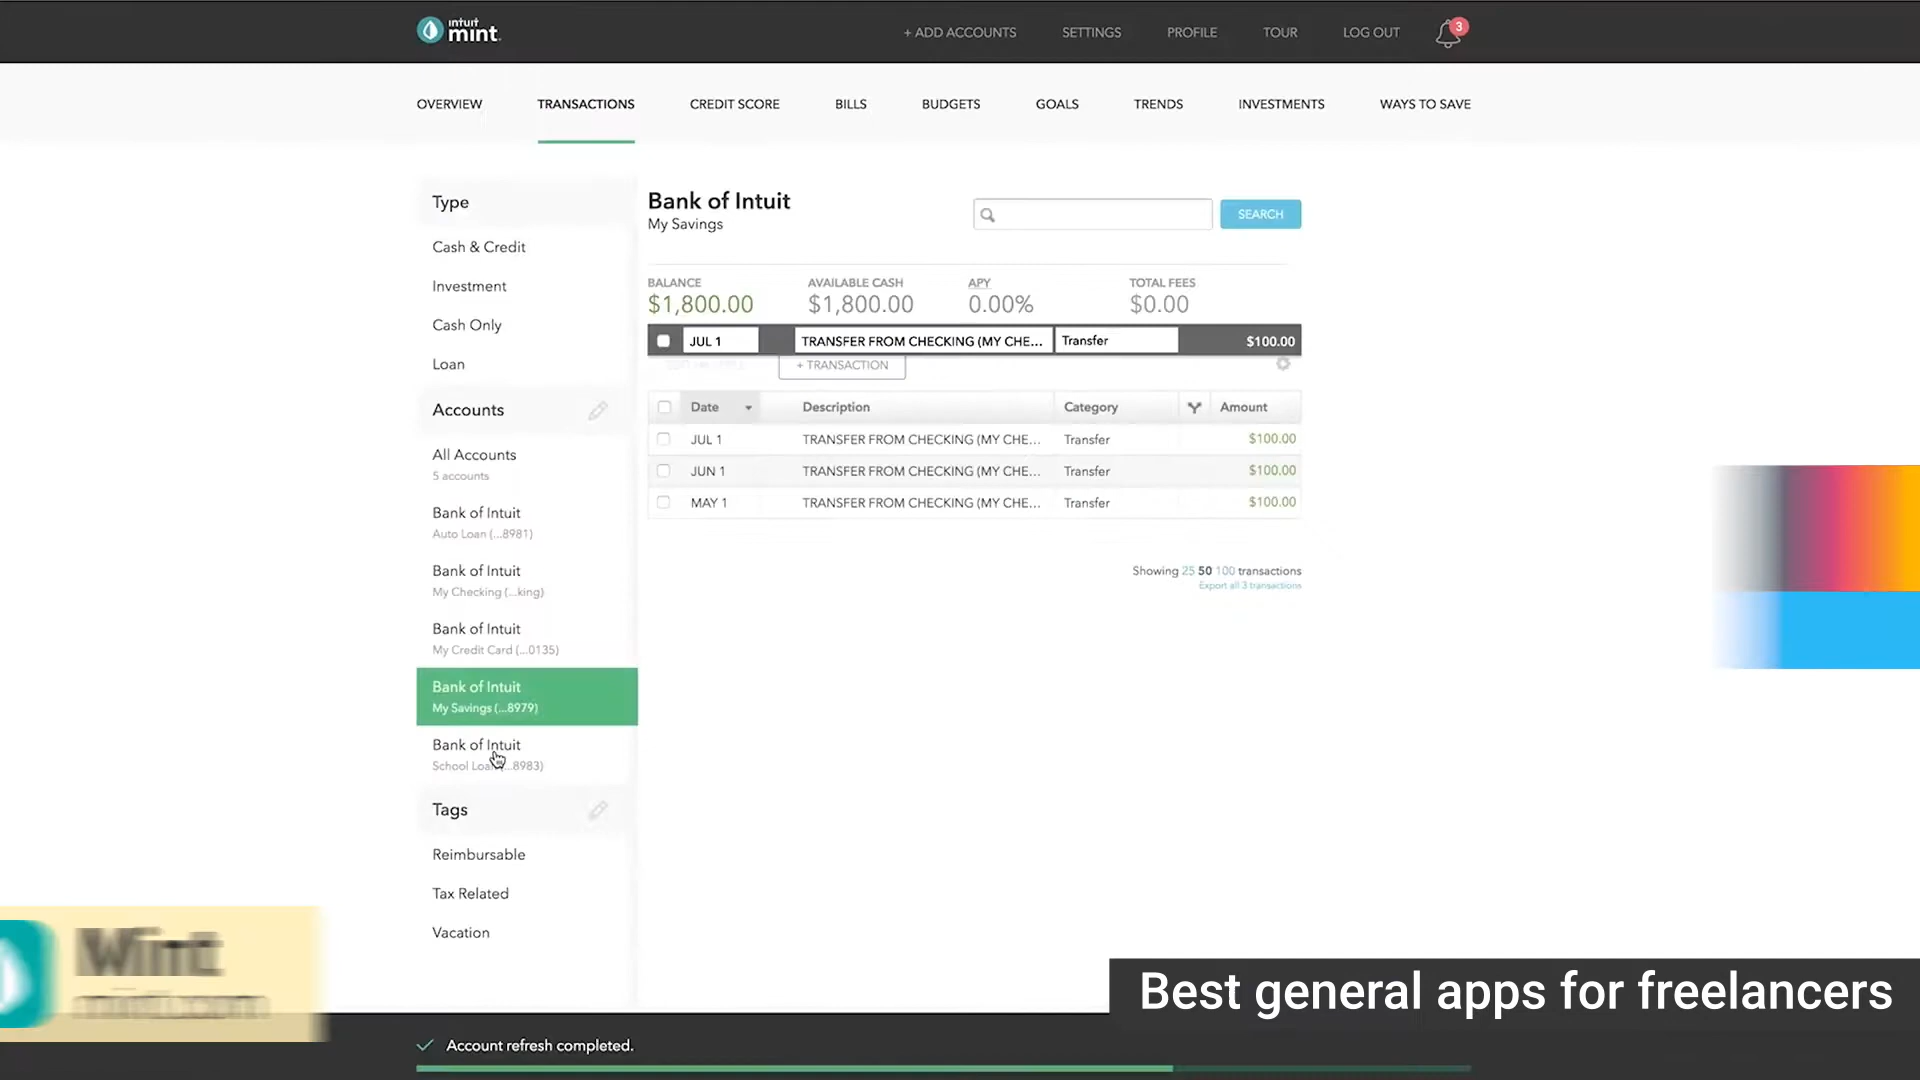 intuit
mint.
+ ADD ACCOUNTS SETTINGS PROFILE TOUR LOG OUT 3
OVERVIEW TRANSACTIONS CREDIT SCORE BILLS BUDGETS GOALS TRENDS INVESTMENTS WAYS TO SAVE
Type
Cash & Credit
Investment
Cash Only
Loan
Accounts
All Accounts
5 accounts
Bank of Intuit
Auto Loan (...8981)
Bank of Intuit
My Checking (...king)
Bank of Intuit
My Credit Card (...0135)
Bank of Intuit
My Savings (...8979)
Bank of Intuit
School Loan ...8983)
Tags
Reimbursable
Tax Related
Vacation
Bank of Intuit
My Savings
SEARCH
BALANCE AVAILABLE CASH APY TOTAL FEES
$1,800.00 $1,800.00 0.00% $0.00
JUL 1 TRANSFER FROM CHECKING (MY CHE... Transfer $100.00
+ TRANSACTION
Date Description Category Amount
JUL 1 TRANSFER FROM CHECKING (MY CHE... Transfer $100.00
JUN 1 TRANSFER FROM CHECKING (MY CHE... Transfer $100.00
MAY 1 TRANSFER FROM CHECKING (MY CHE... Transfer $100.00
Showing 25 50 100 transactions
Export all 3 transactions
Mint
mint.com
Best general apps for freelancers
Account refresh completed.